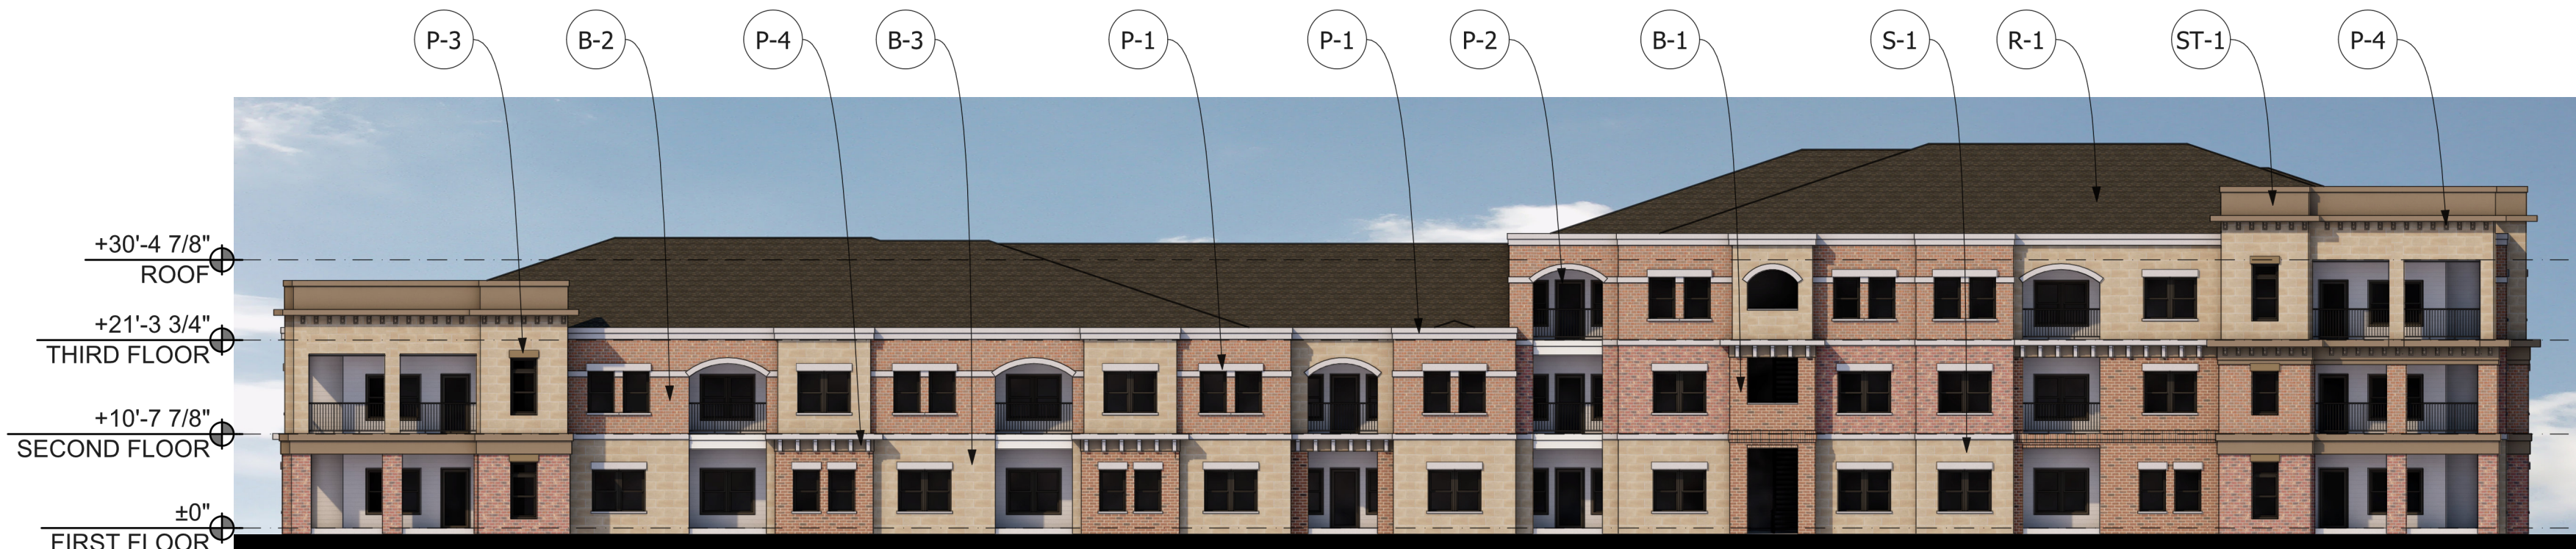 P-3
B-2
P-4
B-3
P-1
P-1
P-2
B-1
S-1
R-1
ST-1
P-4
+30'-4 7/8"
ROOF
+21'-3 3/4"
THIRD FLOOR
+10'-7 7/8"
SECOND FLOOR
±0"
FIRST FLOOR